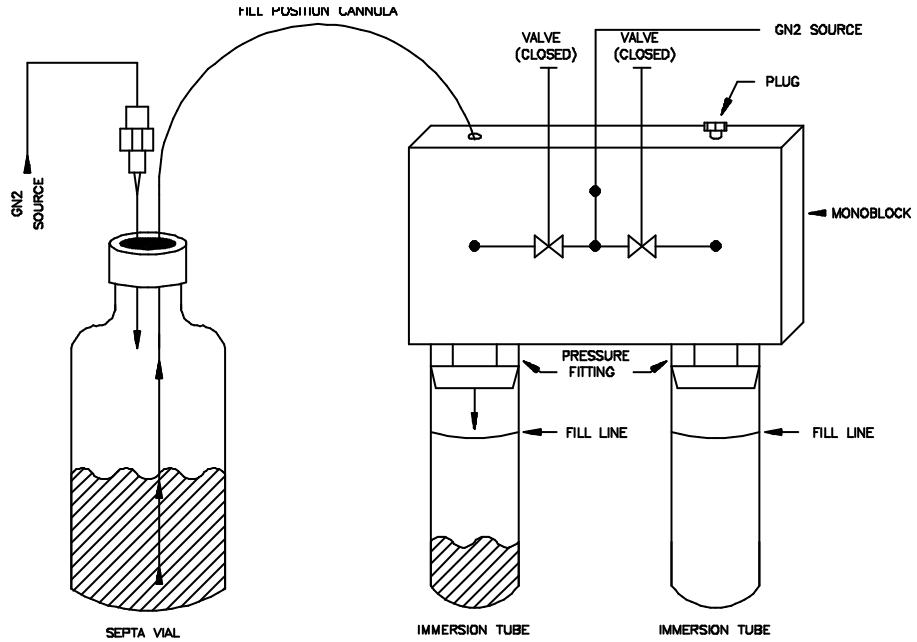 FILL POSITION CANNULA
VALVE
(CLOSED)
VALVE
(CLOSED)
GN2 SOURCE
PLUG
GN2
SOURCE
MONOBLOCK
PRESSURE
FITTING
FILL LINE
FILL LINE
SEPTA VIAL
IMMERSION TUBE
IMMERSION TUBE